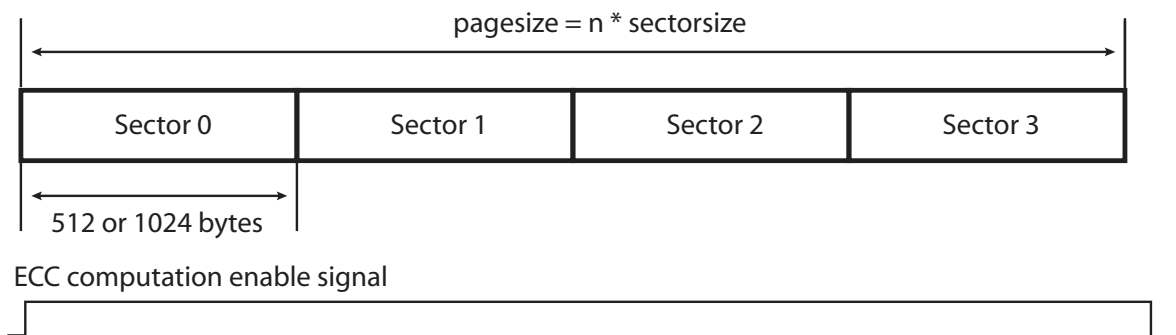 pagesize = n * sectorsize
Sector 0 Sector 1 Sector 2 Sector 3
512 or 1024 bytes
ECC computation enable signal